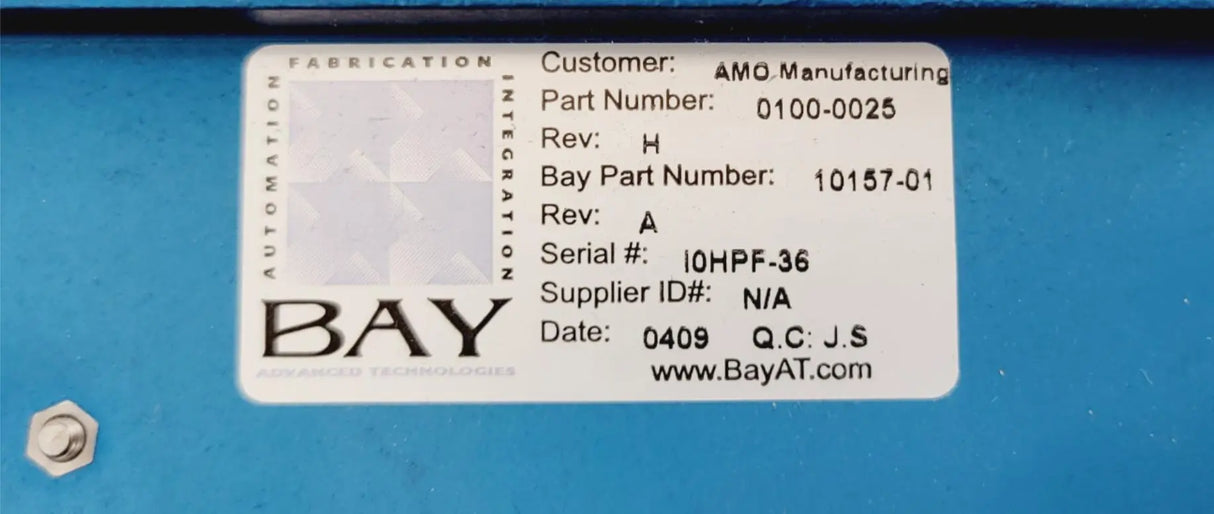 FABRICATION
AUTOMATION
INTEGRATION
BAY
ADVANCED TECHNOLOGIES
Customer: AMO Manufacturing
Part Number: 0100-0025
Rev: H
Bay Part Number: 10157-01
Rev: A
Serial #: I0HPF-36
Supplier ID#: N/A
Date: 0409 Q.C: J.S
www.BayAT.com